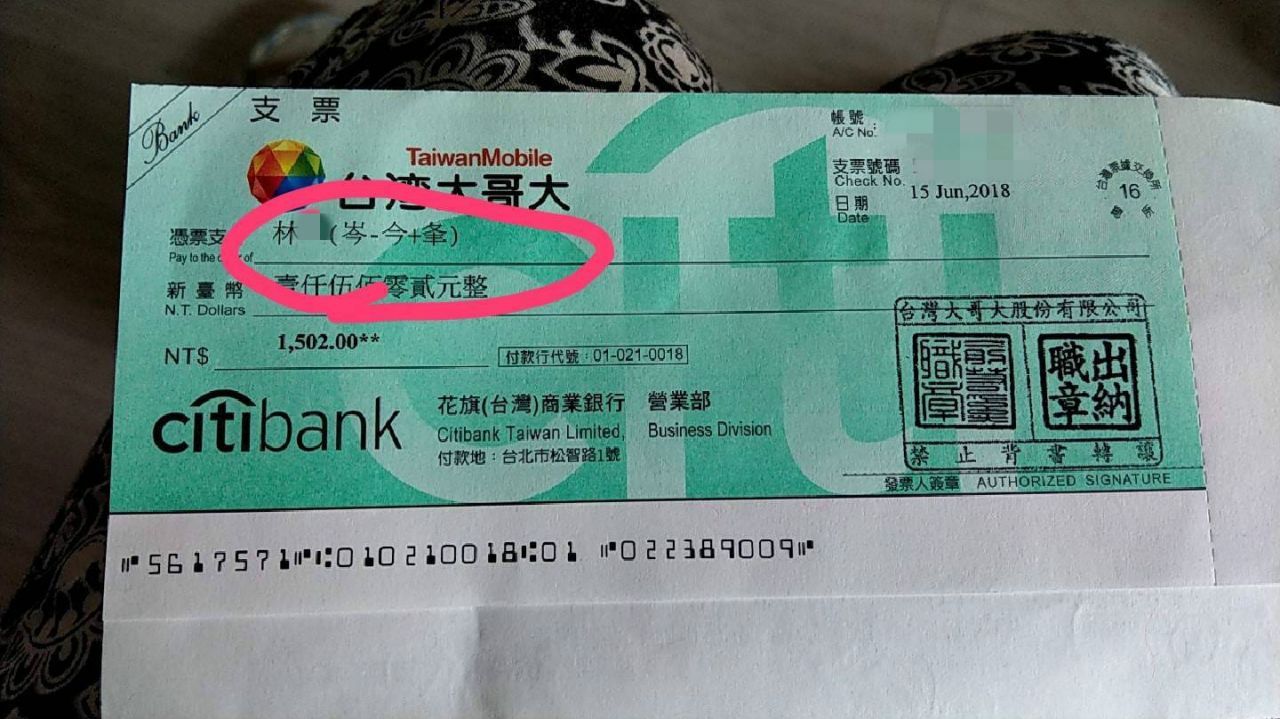 Bank
支票
TaiwanMobile
台湾大哥大
帳號
A/C No.
支票號碼
Check No.
15 Jun,2018
日期
Date
16
林 (岑-今+夆)
憑票支
Pay to the order of
壹仟伍佰零貳元整
新臺幣
N.T. Dollars
1,502.00**
NT$
付款行代號：01-021-0018
台灣大哥大股份有限公司
職章
出納職章
禁止背書轉讓
citibank
花旗(台灣)商業銀行 營業部
Citibank Taiwan Limited, Business Division
付款地：台北市松智路1號
發票人簽章 AUTHORIZED SIGNATURE
⑈5617571⑈⑆010210018⑆01 ⑈022389009⑈